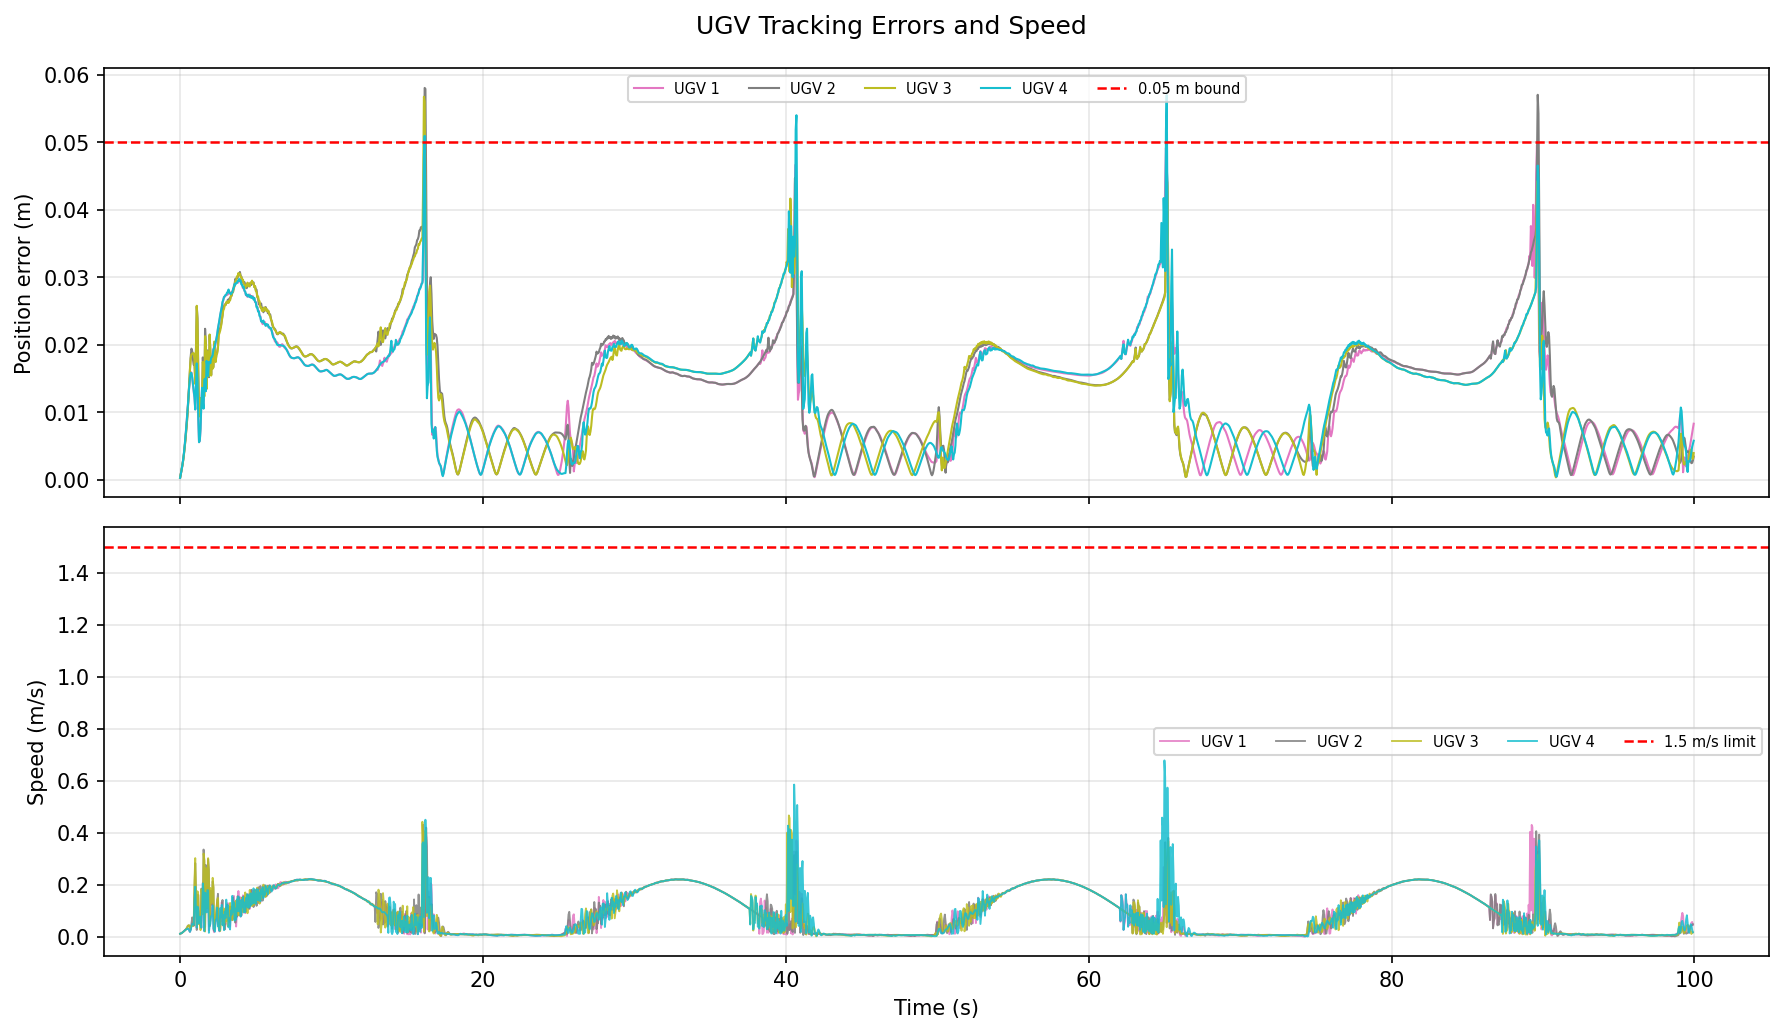 UGV Tracking Errors and Speed
UGV 1 UGV 2 UGV 3 UGV 4 0.05 m bound
Position error (m)
0.06
0.05
0.04
0.03
0.02
0.01
0.00
Speed (m/s)
1.4
1.2
1.0
0.8
0.6
0.4
0.2
0.0
UGV 1 UGV 2 UGV 3 UGV 4 1.5 m/s limit
0 20 40 60 80 100
Time (s)